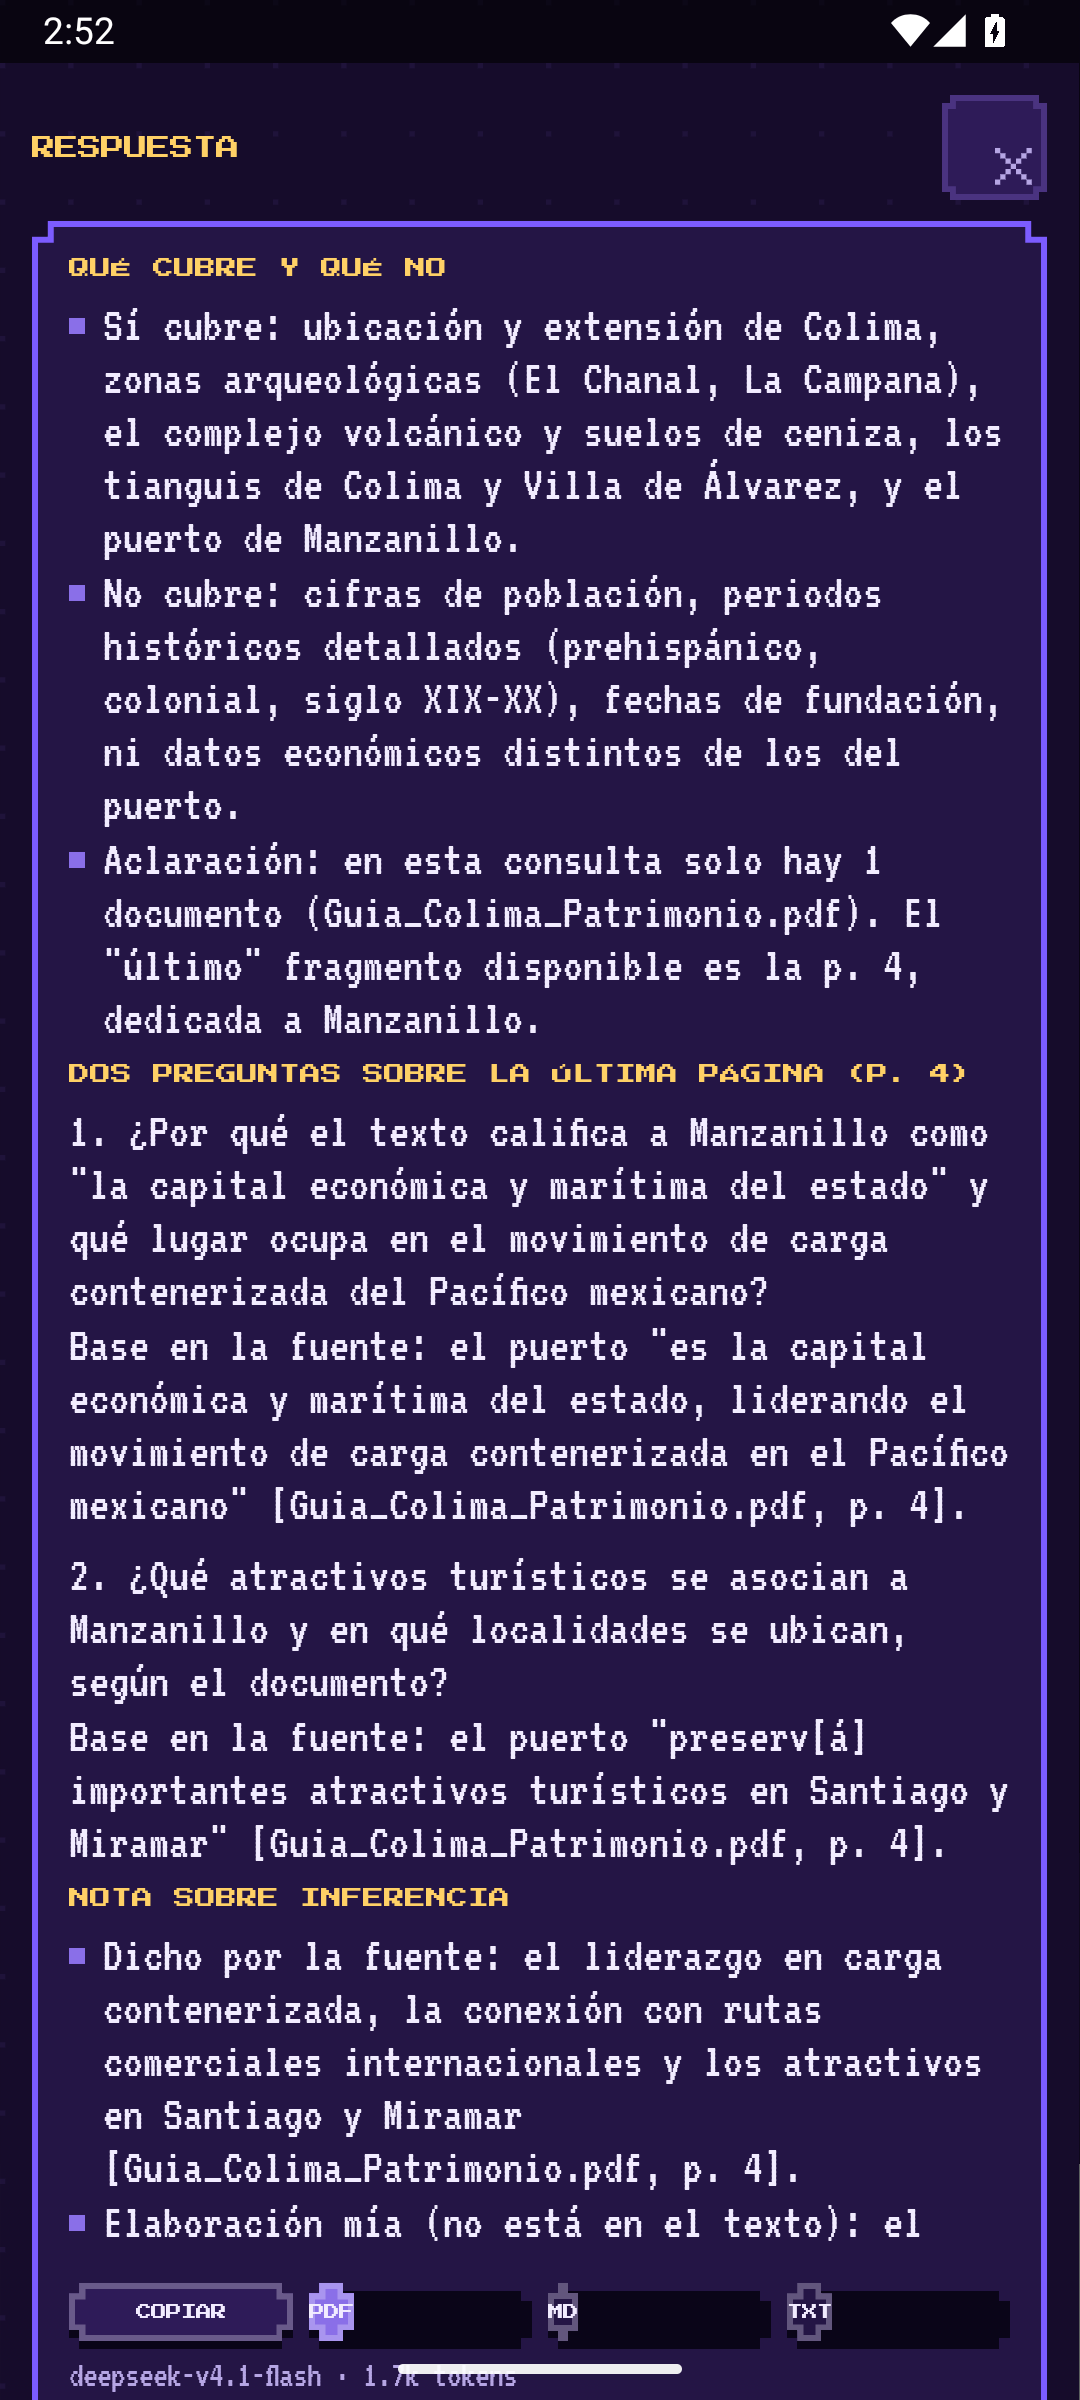 2:52
RESPUESTA
QUé CUBRE Y QUé NO
Sí cubre: ubicación y extensión de Colima,
zonas arqueológicas (El Chanal, La Campana),
el complejo volcánico y suelos de ceniza, los
tianguis de Colima y Villa de Álvarez, y el
puerto de Manzanillo.
No cubre: cifras de población, periodos
históricos detallados (prehispánico,
colonial, siglo XIX-XX), fechas de fundación,
ni datos económicos distintos de los del
puerto.
Aclaración: en esta consulta solo hay 1
documento (Guia_Colima_Patrimonio.pdf). El
"último" fragmento disponible es la p. 4,
dedicada a Manzanillo.
DOS PREGUNTAS SOBRE LA úLTIMA PáGINA (P. 4)
1. ¿Por qué el texto califica a Manzanillo como
"la capital económica y marítima del estado" y
qué lugar ocupa en el movimiento de carga
contenerizada del Pacífico mexicano?
Base en la fuente: el puerto "es la capital
económica y marítima del estado, liderando el
movimiento de carga contenerizada en el Pacífico
mexicano" [Guia_Colima_Patrimonio.pdf, p. 4].
2. ¿Qué atractivos turísticos se asocian a
Manzanillo y en qué localidades se ubican,
según el documento?
Base en la fuente: el puerto "preserv[á]
importantes atractivos turísticos en Santiago y
Miramar" [Guia_Colima_Patrimonio.pdf, p. 4].
NOTA SOBRE INFERENCIA
Dicho por la fuente: el liderazgo en carga
contenerizada, la conexión con rutas
comerciales internacionales y los atractivos
en Santiago y Miramar
[Guia_Colima_Patrimonio.pdf, p. 4].
Elaboración mía (no está en el texto): el
COPIAR PDF MD TXT
deepseek-v4.1-flash · 1.7k tokens